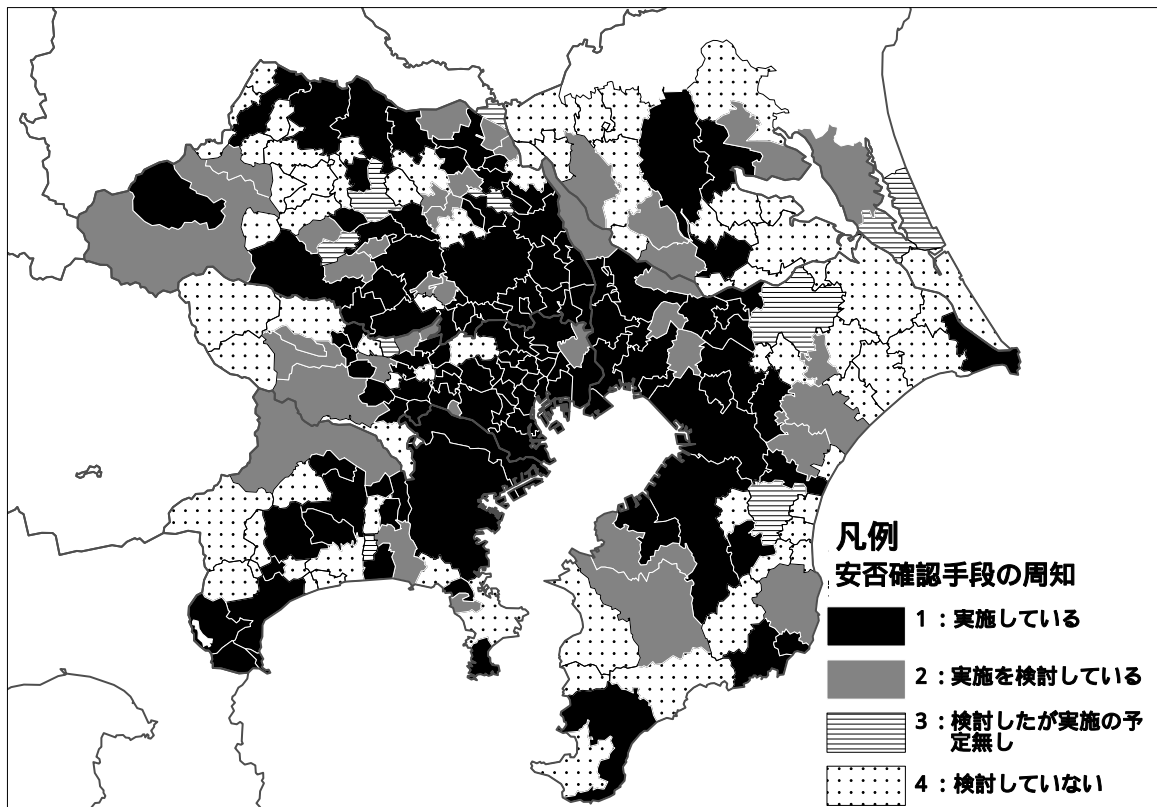 凡例
安否確認手段の周知
1：実施している
2：実施を検討している
3：検討したが実施の予
定無し
4：検討していない